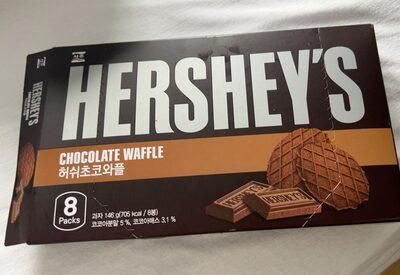 HERSHEY'S
CHOCOLATE WAFFLE
허쉬초코와플
8
Packs
과자 146 g(705 kcal / 8봉)
코코아분말 5 %, 코코아매스 3.1 %
HERSHEY'S
HERSHEY'S